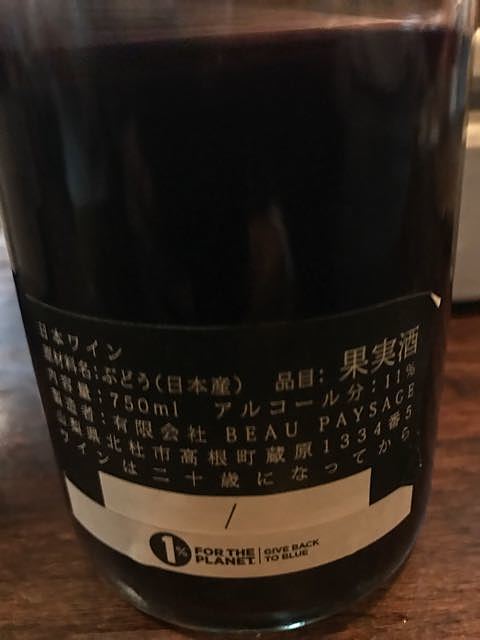 日本ワイン
原材料名:ぶどう(日本産) 品目:果実酒
内容量:750ml アルコール分:11%
製造者:有限会社 BEAU PAYSAGE
山梨県北杜市高根町蔵原1334番5
ワインは二十歳になってから
/
1% FOR THE
PLANET
GIVE BACK
TO BLUE